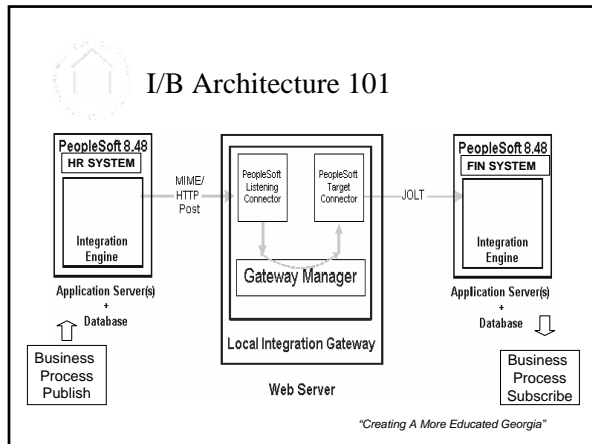 I/B Architecture 101
PeopleSoft 8.48
HR SYSTEM
Integration
Engine
Application Server(s)
+
Database
Business
Process
Publish
MIME/
HTTP
Post
PeopleSoft
Listening
Connector
PeopleSoft
Target
Connector
Gateway Manager
Local Integration Gateway
Web Server
JOLT
PeopleSoft 8.48
FIN SYSTEM
Integration
Engine
Application Server(s)
+
Database
Business
Process
Subscribe
"Creating A More Educated Georgia"